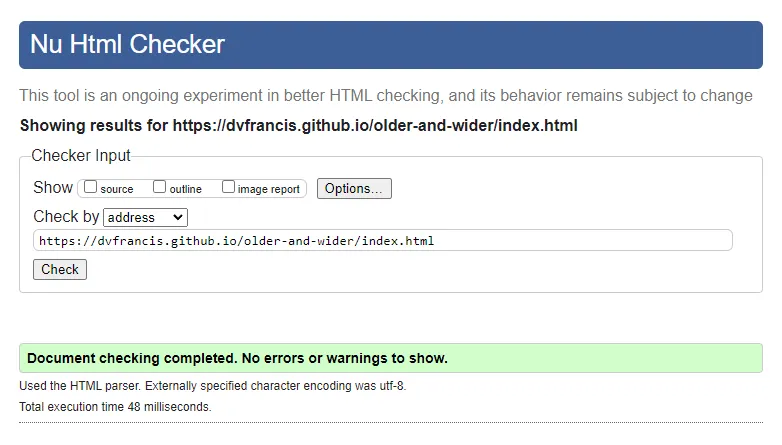 Nu Html Checker
This tool is an ongoing experiment in better HTML checking, and its behavior remains subject to change
Showing results for https://dvfrancis.github.io/older-and-wider/index.html
Checker Input
Show source outline image report Options...
Check by address
https://dvfrancis.github.io/older-and-wider/index.html
Check
Document checking completed. No errors or warnings to show.
Used the HTML parser. Externally specified character encoding was utf-8.
Total execution time 48 milliseconds.